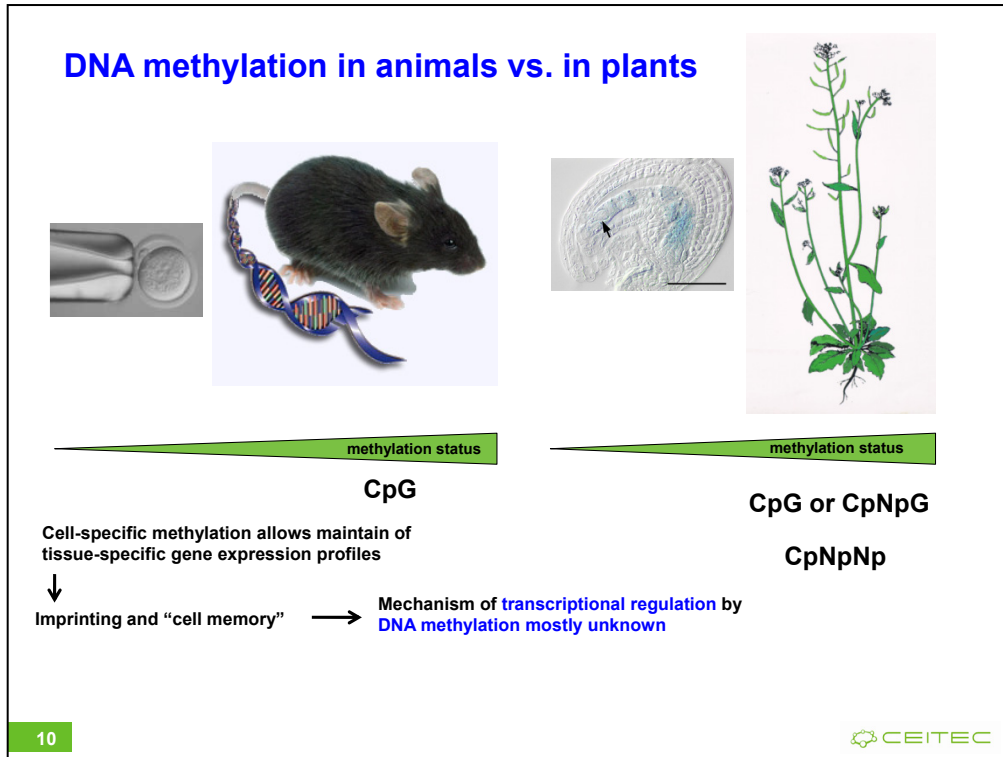 DNA methylation in animals vs. in plants
methylation status
CpG
Cell-specific methylation allows maintain of
tissue-specific gene expression profiles
Imprinting and “cell memory”
Mechanism of transcriptional regulation by
DNA methylation mostly unknown
methylation status
CpG or CpNpG
CpNpNp
10
CEITEC